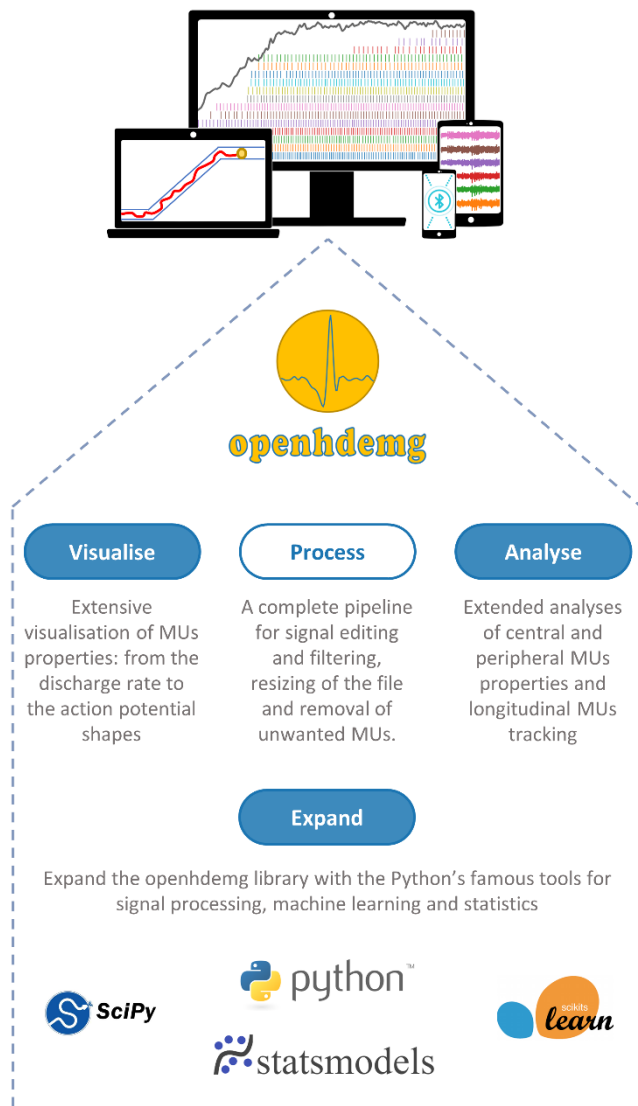 openhdemg
Visualise
Process
Analyse
Extensive
visualisation of MUs
properties: from the
discharge rate to
the action potential
shapes
A complete pipeline
for signal editing
and filtering,
resizing of the file
and removal of
unwanted MUs.
Extended analyses
of central and
peripheral MUs
properties and
longitudinal MUs
tracking
Expand
Expand the openhdemg library with the Python’s famous tools for
signal processing, machine learning and statistics
SciPy
python™
scikits
learn
statsmodels